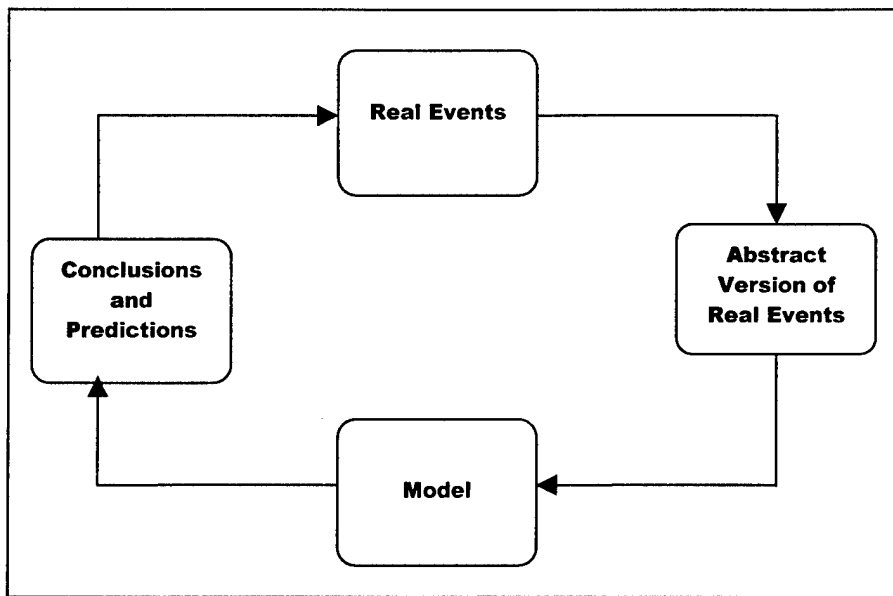 Real Events
Abstract
Version of
Real Events
Conclusions
and
Predictions
Model